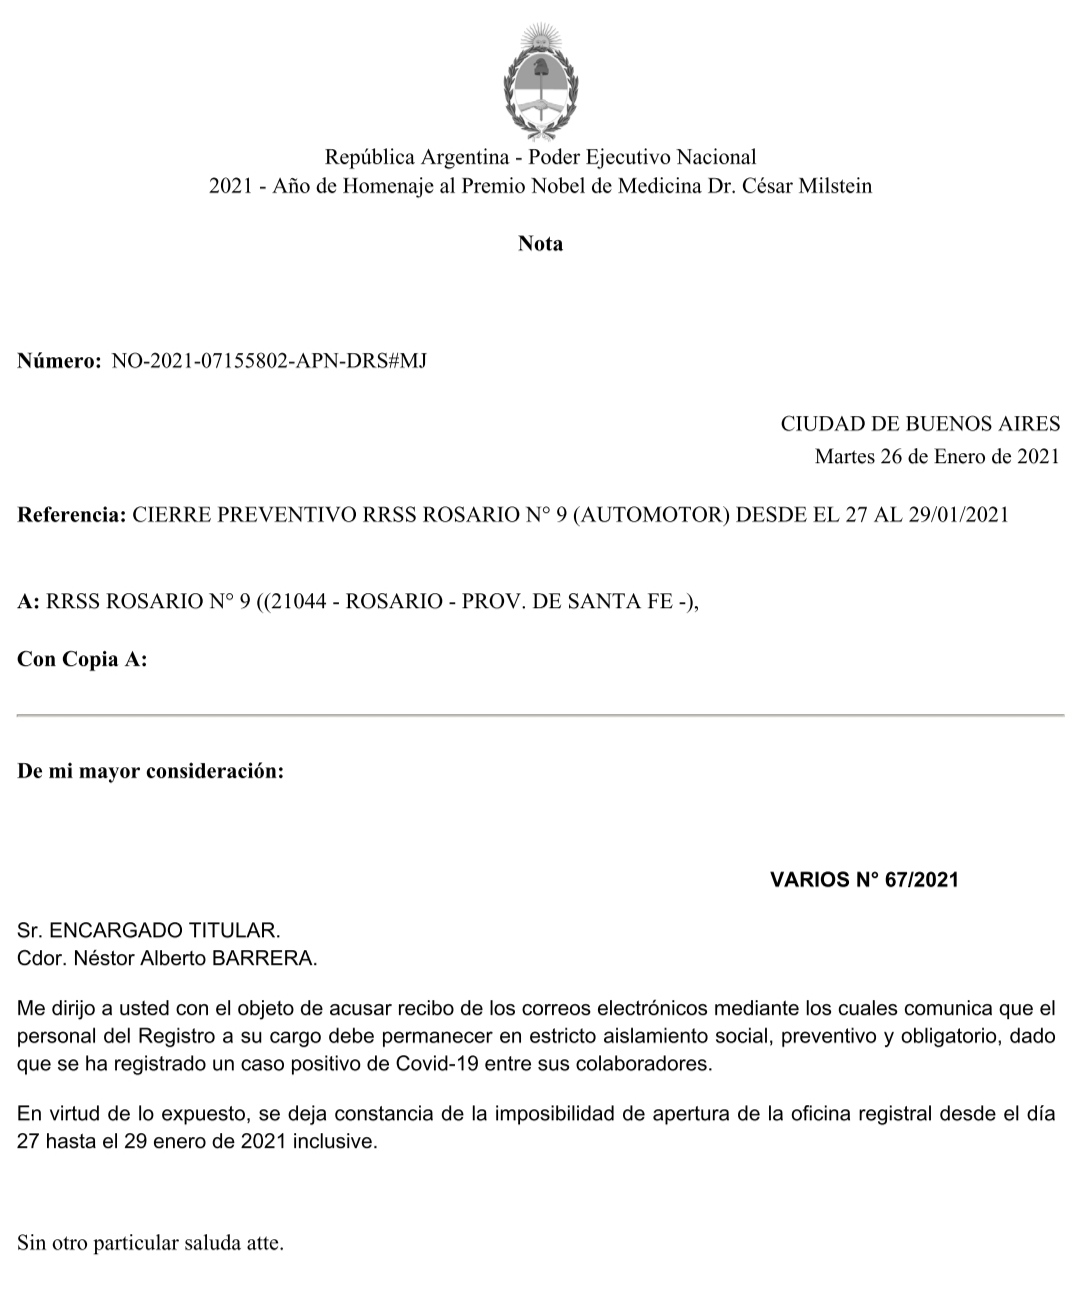 República Argentina - Poder Ejecutivo Nacional
2021 - Año de Homenaje al Premio Nobel de Medicina Dr. César Milstein
Nota
Número: NO-2021-07155802-APN-DRS#MJ
CIUDAD DE BUENOS AIRES
Martes 26 de Enero de 2021
Referencia: CIERRE PREVENTIVO RRSS ROSARIO N° 9 (AUTOMOTOR) DESDE EL 27 AL 29/01/2021
A: RRSS ROSARIO N° 9 ((21044 - ROSARIO - PROV. DE SANTA FE -),
Con Copia A:
De mi mayor consideración:
VARIOS N° 67/2021
Sr. ENCARGADO TITULAR.
Cdor. Néstor Alberto BARRERA.
Me dirijo a usted con el objeto de acusar recibo de los correos electrónicos mediante los cuales comunica que el
personal del Registro a su cargo debe permanecer en estricto aislamiento social, preventivo y obligatorio, dado
que se ha registrado un caso positivo de Covid-19 entre sus colaboradores.
En virtud de lo expuesto, se deja constancia de la imposibilidad de apertura de la oficina registral desde el día
27 hasta el 29 enero de 2021 inclusive.
Sin otro particular saluda atte.